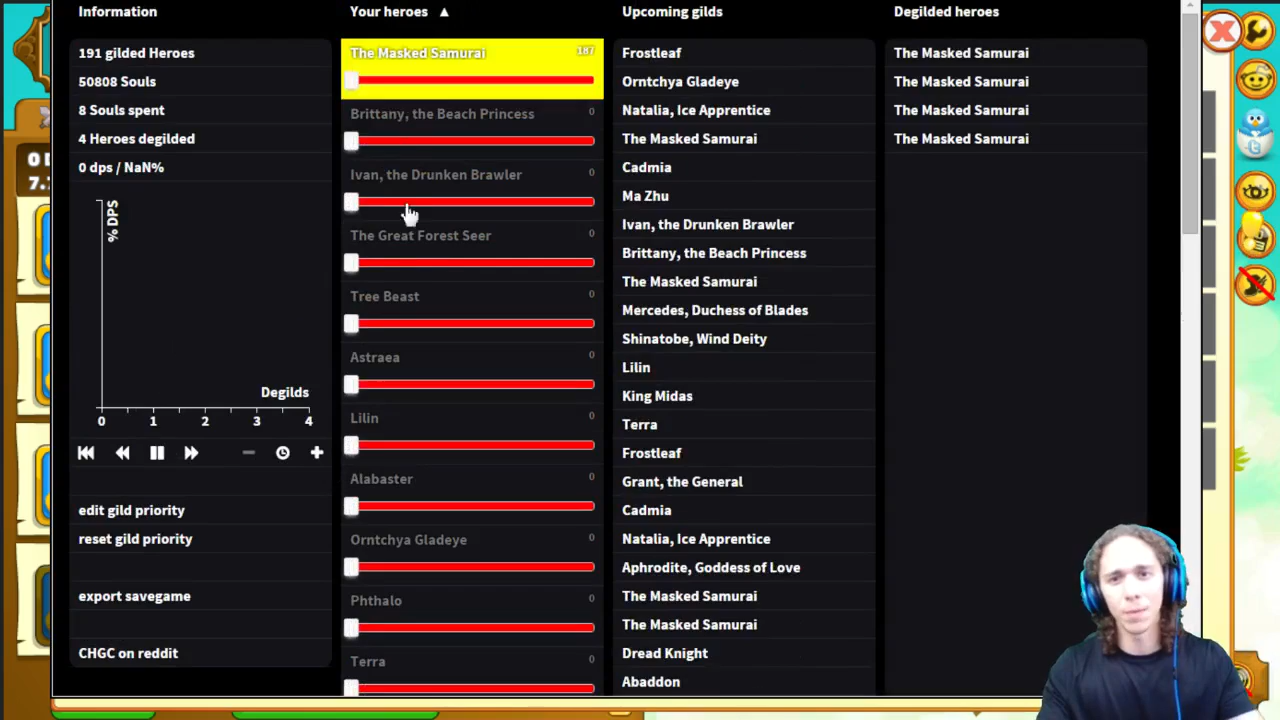 Information
191 gilded Heroes
50808 Souls
8 Souls spent
4 Heroes degilded
0 dps / NaN%
% DPS
Degilds
0 1 2 3 4
edit gild priority
reset gild priority
export savegame
CHGC on reddit
Your heroes ▲
The Masked Samurai 187
Brittany, the Beach Princess 0
Ivan, the Drunken Brawler 0
The Great Forest Seer 0
Tree Beast 0
Astraea 0
Lilin 0
Alabaster 0
Orntchya Gladeye 0
Phthalo 0
Terra 0
Upcoming gilds
Frostleaf
Orntchya Gladeye
Natalia, Ice Apprentice
The Masked Samurai
Cadmia
Ma Zhu
Ivan, the Drunken Brawler
Brittany, the Beach Princess
The Masked Samurai
Mercedes, Duchess of Blades
Shinatobe, Wind Deity
Lilin
King Midas
Terra
Frostleaf
Grant, the General
Cadmia
Natalia, Ice Apprentice
Aphrodite, Goddess of Love
The Masked Samurai
The Masked Samurai
Dread Knight
Abaddon
Degilded heroes
The Masked Samurai
The Masked Samurai
The Masked Samurai
The Masked Samurai
0 D
7.